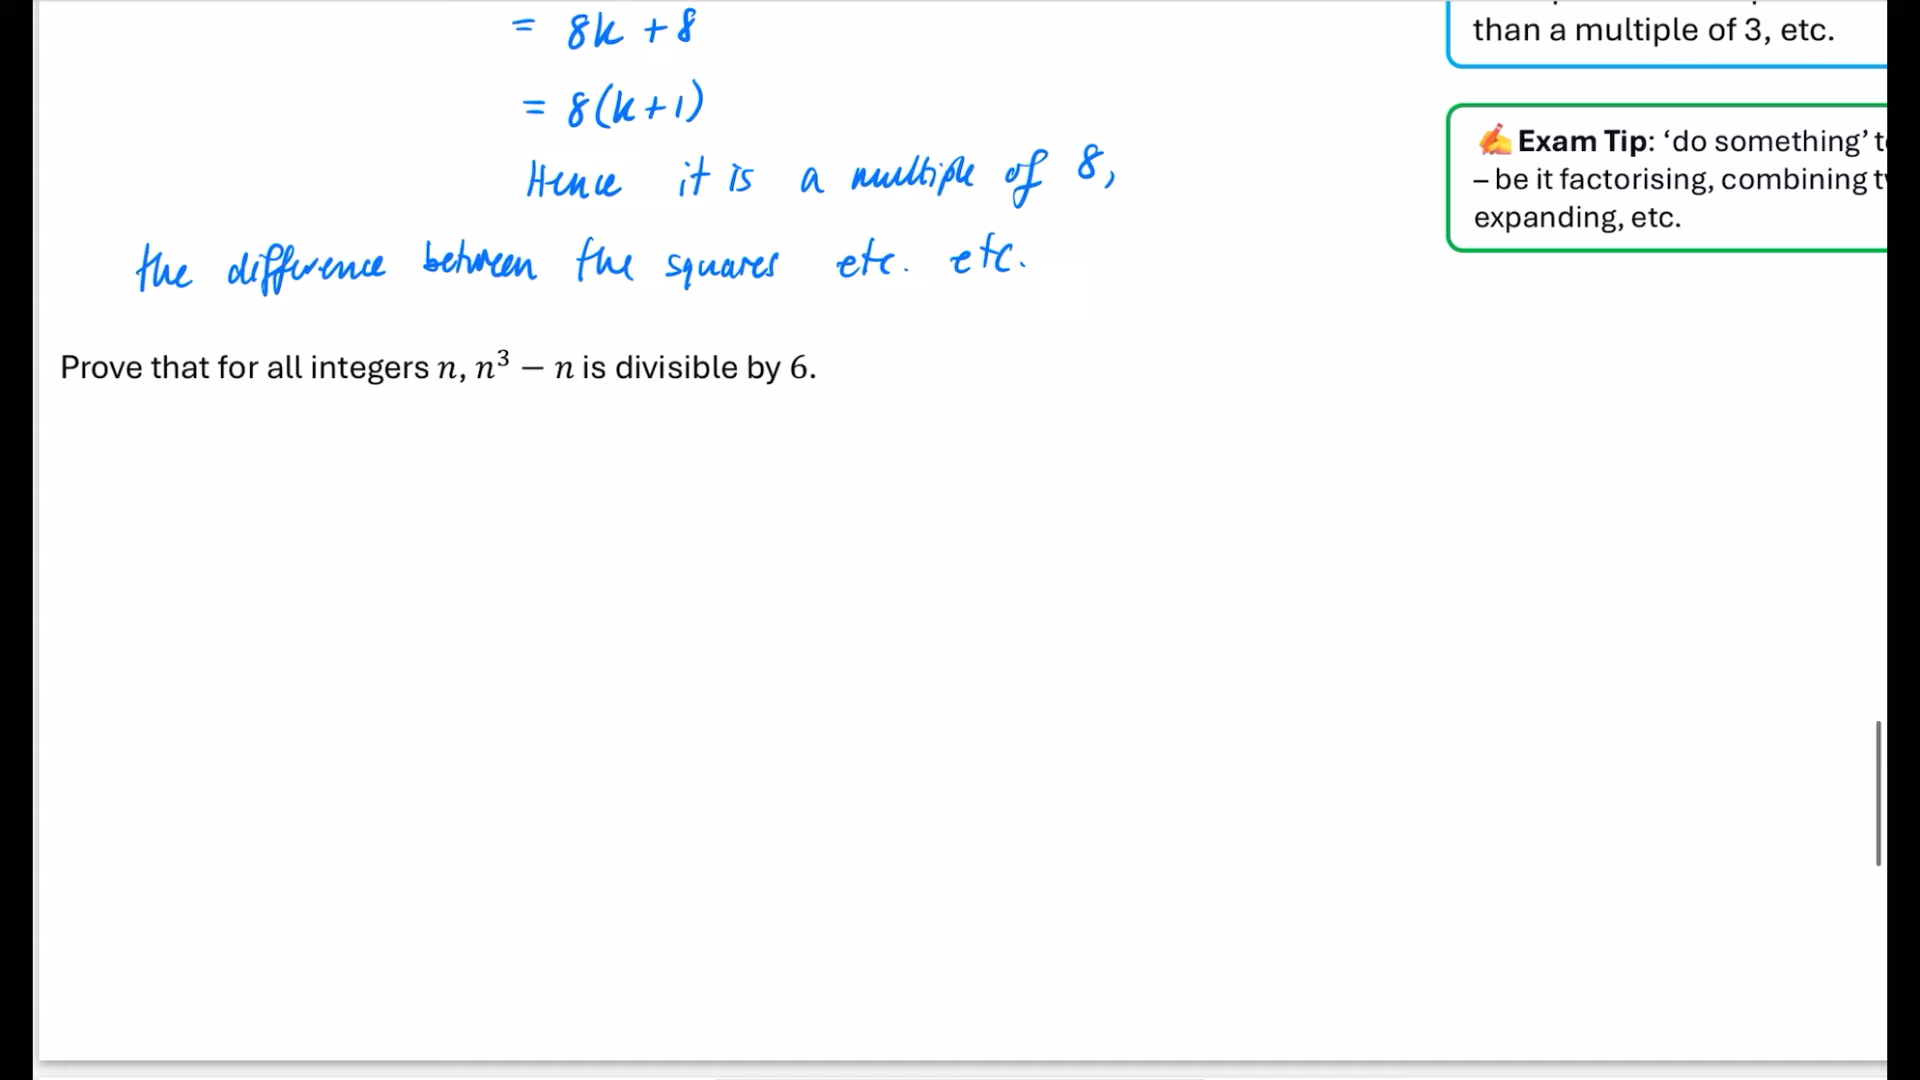 = 8k + 8
than a multiple of 3, etc.
= 8(k+1)
Hence it is a multiple of 8,
the difference between the squares etc. etc.
✍ Exam Tip: ‘do something’
– be it factorising, combining
expanding, etc.
Prove that for all integers n, n³ − n is divisible by 6.